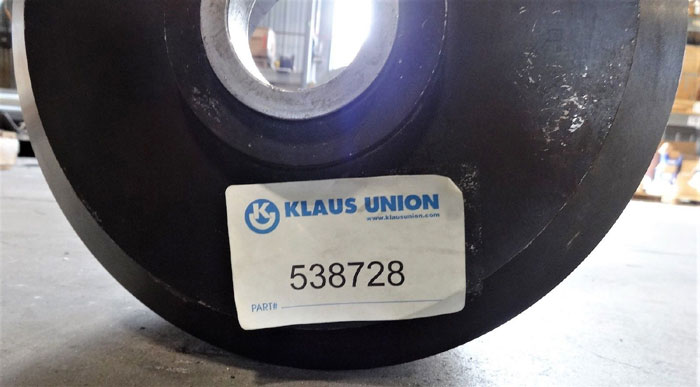 KLAUS UNION
www.klausunion.com
538728
PART#